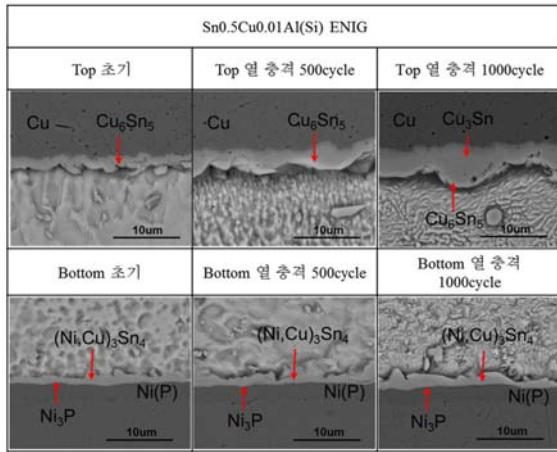 Sn0.5Cu0.01Al(Si) ENIG
Top 초기
Top 열 충격 500cycle
Top 열 충격 1000cycle
Cu
Cu6Sn5
10um
Cu
Cu6Sn5
10um
Cu
Cu3Sn
Cu6Sn5
10um
Bottom 초기
Bottom 열 충격 500cycle
Bottom 열 충격
1000cycle
(Ni,Cu)3Sn4
Ni(P)
Ni3P
10um
(Ni,Cu)3Sn4
Ni(P)
Ni3P
10um
(Ni,Cu)3Sn4
Ni(P)
Ni3P
10um